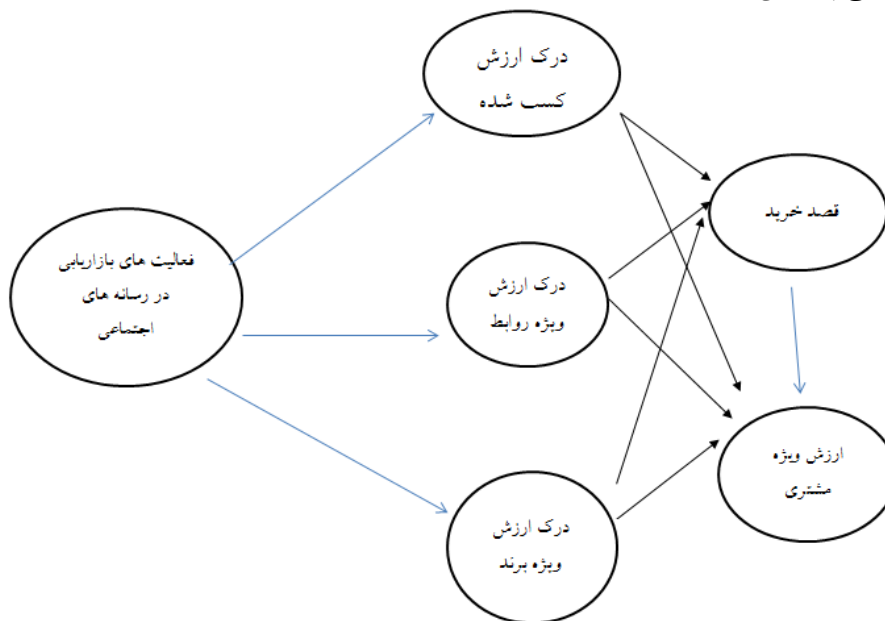 درک ارزش
کسب شده
قصد خرید
فعالیت های بازاریابی
در رسانه های
اجتماعی
درک ارزش
ویژه روابط
ارزش ویژه
مشتری
درک ارزش
ویژه برند